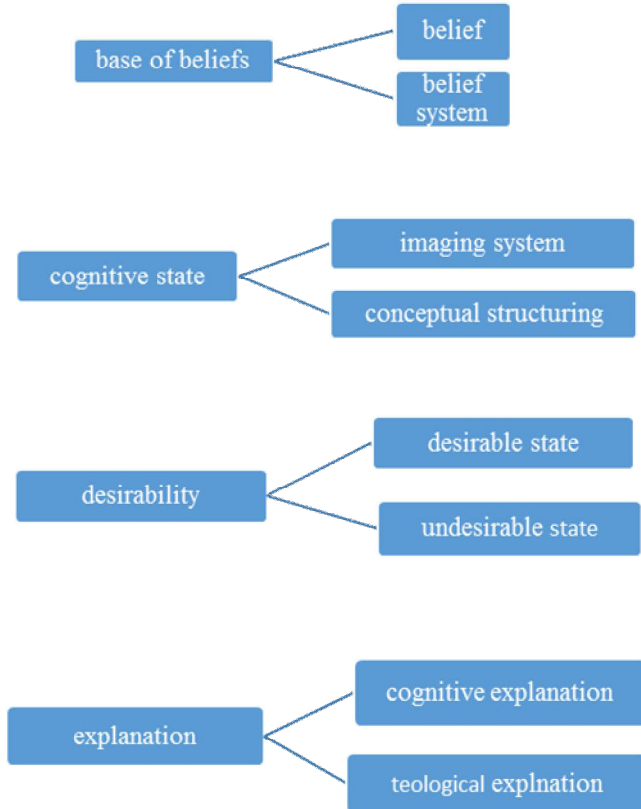 belief
base of beliefs
belief
system
imaging system
cognitive state
conceptual structuring
desirable state
desirability
undesirable state
cognitive explanation
explanation
teological explnation